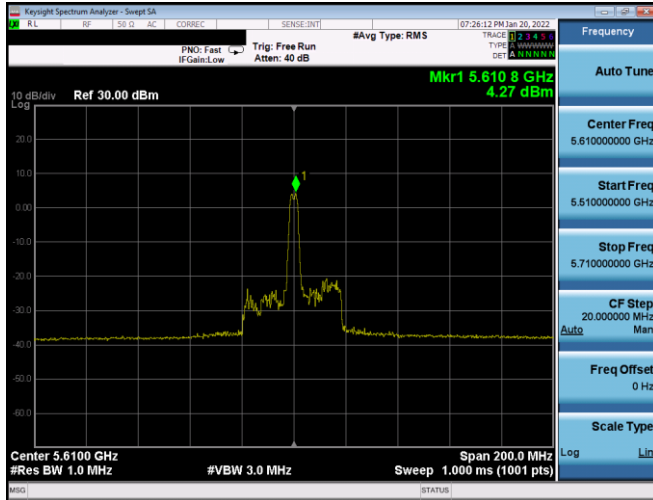 Keysight Spectrum Analyzer - Swept SA
RL RF 50 Ω AC CORREC SENSE:INT 07:26:12 PM Jan 20, 2022
#Avg Type: RMS TRACE 1 2 3 4 5 6
PNO: Fast Trig: Free Run TYPE A WWWWW
IFGain:Low Atten: 40 dB DET A N N N N N
Mkr1 5.610 8 GHz
4.27 dBm
10 dB/div Ref 30.00 dBm
Log
1
20.0
10.0
0.00
-10.0
-20.0
-30.0
-40.0
-50.0
-60.0
Center 5.6100 GHz Span 200.0 MHz
#Res BW 1.0 MHz #VBW 3.0 MHz Sweep 1.000 ms (1001 pts)
MSG STATUS
Frequency
Auto Tune
Center Freq
5.610000000 GHz
Start Freq
5.510000000 GHz
Stop Freq
5.710000000 GHz
CF Step
20.000000 MHz
Auto Man
Freq Offset
0 Hz
Scale Type
Log Lin